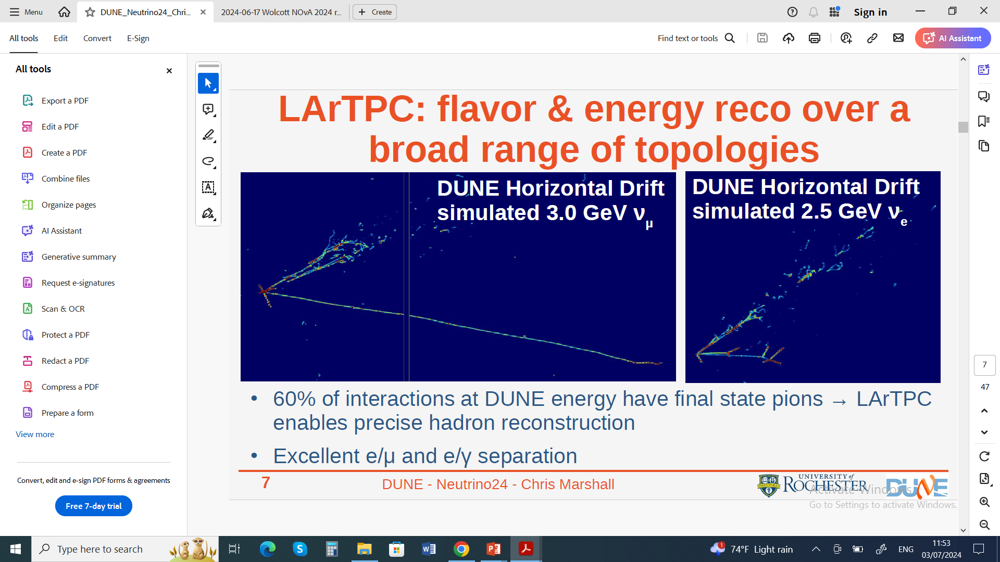 Menu
DUNE_Neutrino24_Chri...
2024-06-17 Wolcott NOvA 2024 r...
Create
Sign in
All tools
Edit
Convert
E-Sign
Find text or tools
AI Assistant
All tools
Export a PDF
Edit a PDF
Create a PDF
Combine files
Organize pages
AI Assistant
Generative summary
Request e-signatures
Scan & OCR
Protect a PDF
Redact a PDF
Compress a PDF
Prepare a form
View more
Convert, edit and e-sign PDF forms & agreements
Free 7-day trial
LArTPC: flavor & energy reco over a
broad range of topologies
DUNE Horizontal Drift
simulated 3.0 GeV νμ
DUNE Horizontal Drift
simulated 2.5 GeV νe
• 60% of interactions at DUNE energy have final state pions → LArTPC
enables precise hadron reconstruction
• Excellent e/μ and e/γ separation
7
DUNE - Neutrino24 - Chris Marshall
MELIORA
UNIVERSITY of
ROCHESTER
DUNE
Activate Windows
Go to Settings to activate Windows.
7
47
Type here to search
1
74°F Light rain
ENG
11:53
03/07/2024